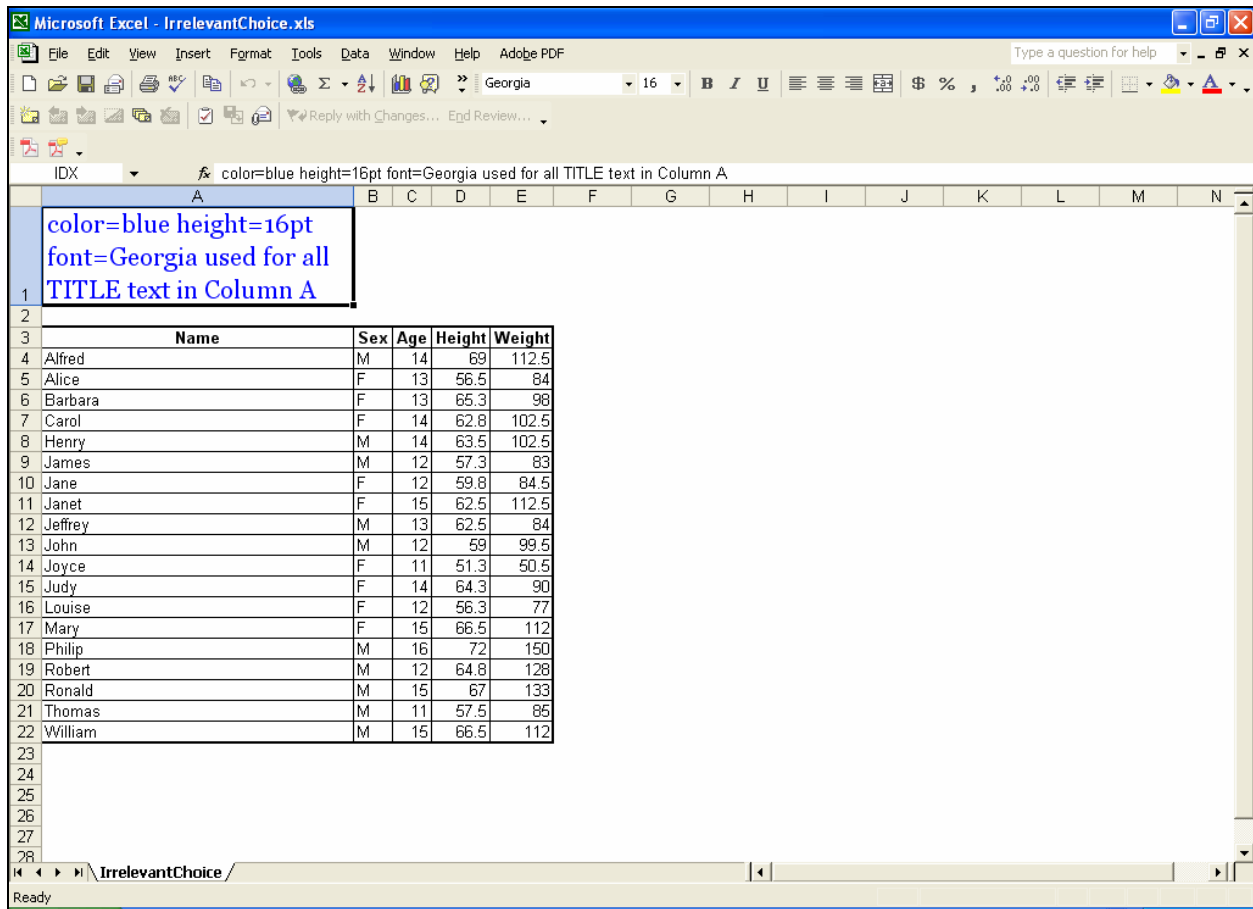 Microsoft Excel - IrrelevantChoice.xls
File Edit View Insert Format Tools Data Window Help Adobe PDF Type a question for help
Georgia 16 B I U $ % , .00
Reply with Changes... End Review...
IDX fx color=blue height=16pt font=Georgia used for all TITLE text in Column A
A B C D E F G H I J K L M N
color=blue height=16pt
font=Georgia used for all
1 TITLE text in Column A
2
3 Name Sex Age Height Weight
4 Alfred M 14 69 112.5
5 Alice F 13 56.5 84
6 Barbara F 13 65.3 98
7 Carol F 14 62.8 102.5
8 Henry M 14 63.5 102.5
9 James M 12 57.3 83
10 Jane F 12 59.8 84.5
11 Janet F 15 62.5 112.5
12 Jeffrey M 13 62.5 84
13 John M 12 59 99.5
14 Joyce F 11 51.3 50.5
15 Judy F 14 64.3 90
16 Louise F 12 56.3 77
17 Mary F 15 66.5 112
18 Philip M 16 72 150
19 Robert M 12 64.8 128
20 Ronald M 15 67 133
21 Thomas M 11 57.5 85
22 William M 15 66.5 112
23
24
25
26
27
28
IrrelevantChoice
Ready